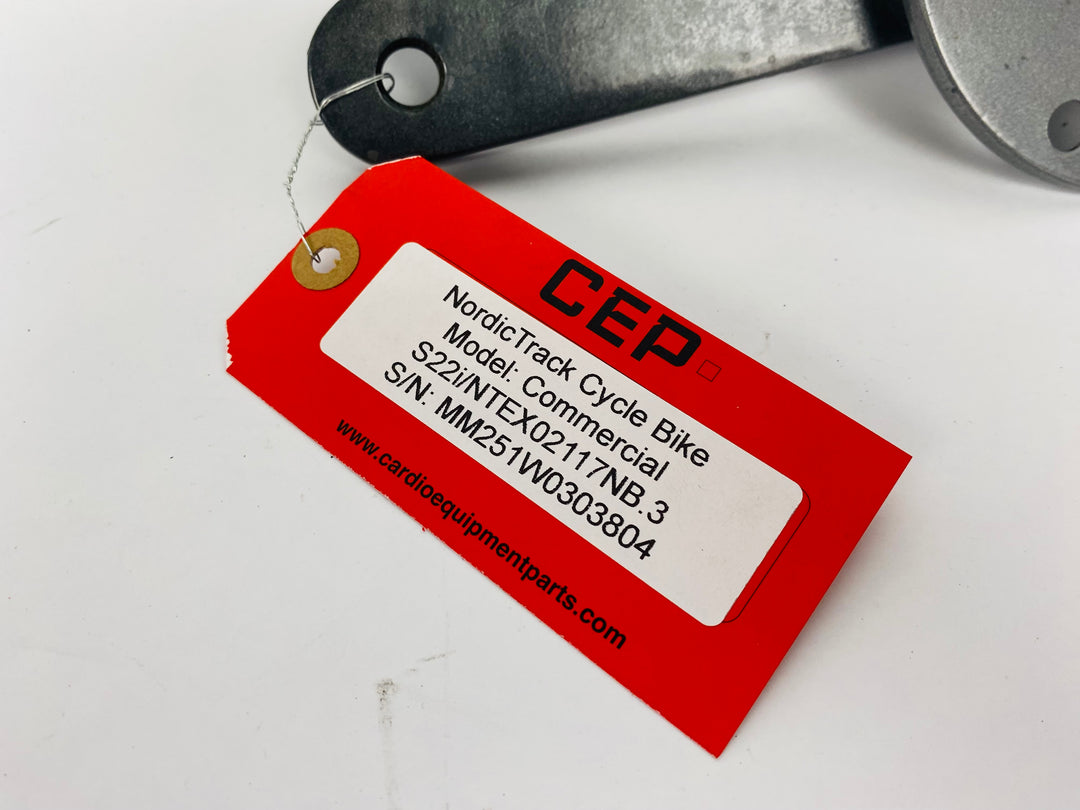 CEP
NordicTrack Cycle Bike
Model: Commercial
S22i/NTEX02117NB.3
S/N: MM251W0303804
www.cardioequipmentparts.com